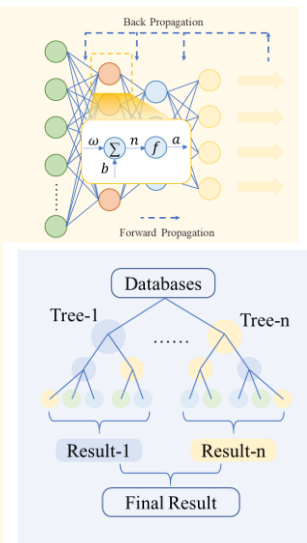 Back Propagation
ω Σ n f a
b
Forward Propagation
Databases
Tree-1 Tree-n
......
Result-1 Result-n
Final Result